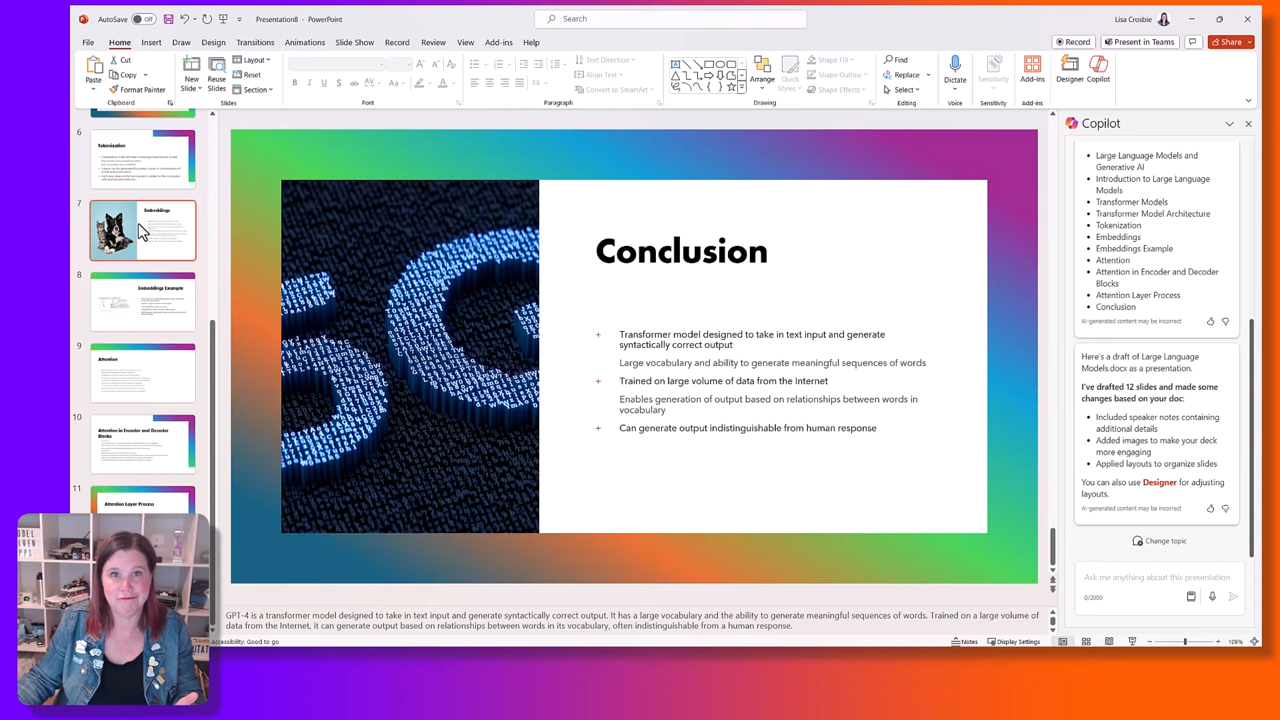 AutoSave Off Presentation8 - PowerPoint Search Lisa Crosbie
File Home Insert Draw Design Transitions Animations Slide Show Record Review View Add-ins Help Record Present in Teams Share
Paste Cut Copy Format Painter
Clipboard
New Slide Reuse Slides Layout Reset Section
Slides
B I U S
Font
Text Direction Align Text Convert to SmartArt
Paragraph
Arrange Quick Styles Shape Fill Shape Outline Shape Effects
Drawing
Find Replace Select
Editing
Dictate
Voice
Sensitivity
Sensitivity
Add-ins
Add-ins
Designer Copilot
6
Tokenization
7
Embeddings
8
Embeddings Example
9
Attention
10
Attention in Encoder and Decoder
Blocks
11
Attention Layer Process
Conclusion
+ Transformer model designed to take in text input and generate
syntactically correct output
Large vocabulary and ability to generate meaningful sequences of words
+ Trained on large volume of data from the Internet
Enables generation of output based on relationships between words in
vocabulary
+ Can generate output indistinguishable from human response
GPT-4 is a transformer model designed to take in text input and generate syntactically correct output. It has a large vocabulary and the ability to generate meaningful sequences of words. Trained on a large volume of
data from the Internet, it can generate output based on relationships between words in its vocabulary, often indistinguishable from a human response.
Accessibility: Good to go
Notes Display Settings 109%
Copilot
• Large Language Models and
Generative AI
• Introduction to Large Language
Models
• Transformer Models
• Transformer Model Architecture
• Tokenization
• Embeddings
• Embeddings Example
• Attention
• Attention in Encoder and Decoder
Blocks
• Attention Layer Process
• Conclusion
AI-generated content may be incorrect
Here's a draft of Large Language
Models.docx as a presentation.
I've drafted 12 slides and made some
changes based on your doc:
• Included speaker notes containing
additional details
• Added images to make your deck
more engaging
• Applied layouts to organize slides
You can also use Designer for adjusting
layouts.
AI-generated content may be incorrect
Change topic
Ask me anything about this presentation
0/2000